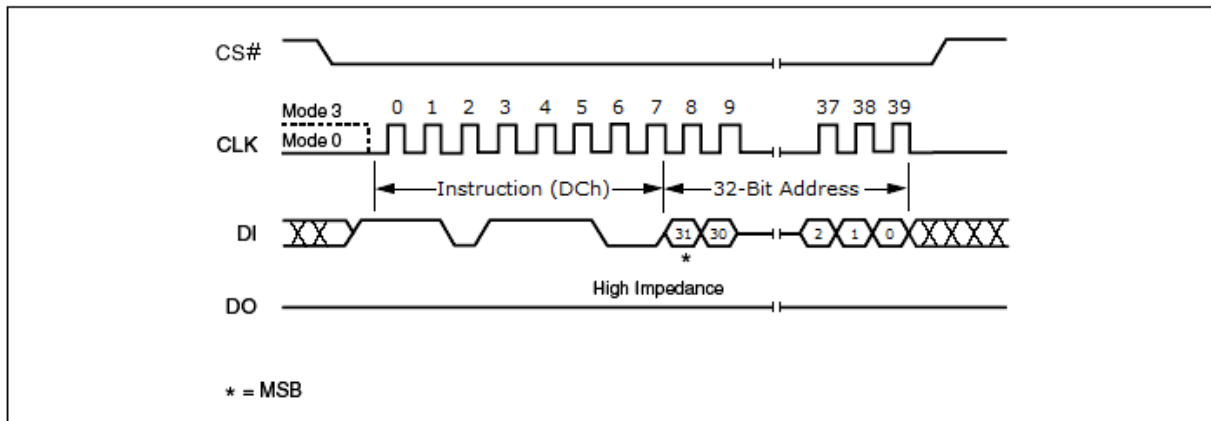 CS#
Mode 3 0 1 2 3 4 5 6 7 8 9 37 38 39
CLK Mode 0
Instruction (DCh) 32-Bit Address
DI 31 30 2 1 0
*
High Impedance
DO
* = MSB